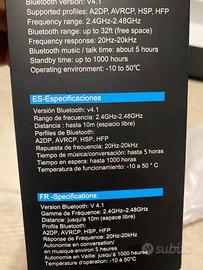 Bluetooth version: V4.1
Supported profiles: A2DP, AVRCP, HSP, HFP
Frequency range: 2.4GHz-2.48GHz
Bluetooth range: up to 32ft (free space)
Frequency response: 20Hz-20kHz
Bluetooth music / talk time: about 5 hours
Standby time: up to 1000 hours
Operating environment: -10 to 50°C
ES-Especificaciones
Versión Bluetooth: V4.1
Rango de frecuencia: 2.4GHz-2.48GHz
Distancia : hasta 10m (espacio libre)
Perfiles de Bluetooth:
A2DP, AVRCP, HSP, HFP
Repuesta de frecuencia: 20Hz-20kHz
Tiempo de música/conversación: hasta 5 horas
Tiempo en espera: hasta 1000 horas
Temperatura de funcionamiento: -10 a 50 ° C
FR -Specifications:
Version Bluetooth: V 4.1
Gamme de Fréquence: 2.4GHz-2.48GHz
Distance: jusqu'à 10m (espace libre)
Profils Bluetooth:
A2DP, AVRCP, HSP, HFP
Réponse de Fréquence: 20Hz-20kHz
Autonomie en conversation/
en musique:environ 5 heures
Autonomie en Veille: jusqu'à 1000 heures
Température d'opération: -10 à 50°C
subito